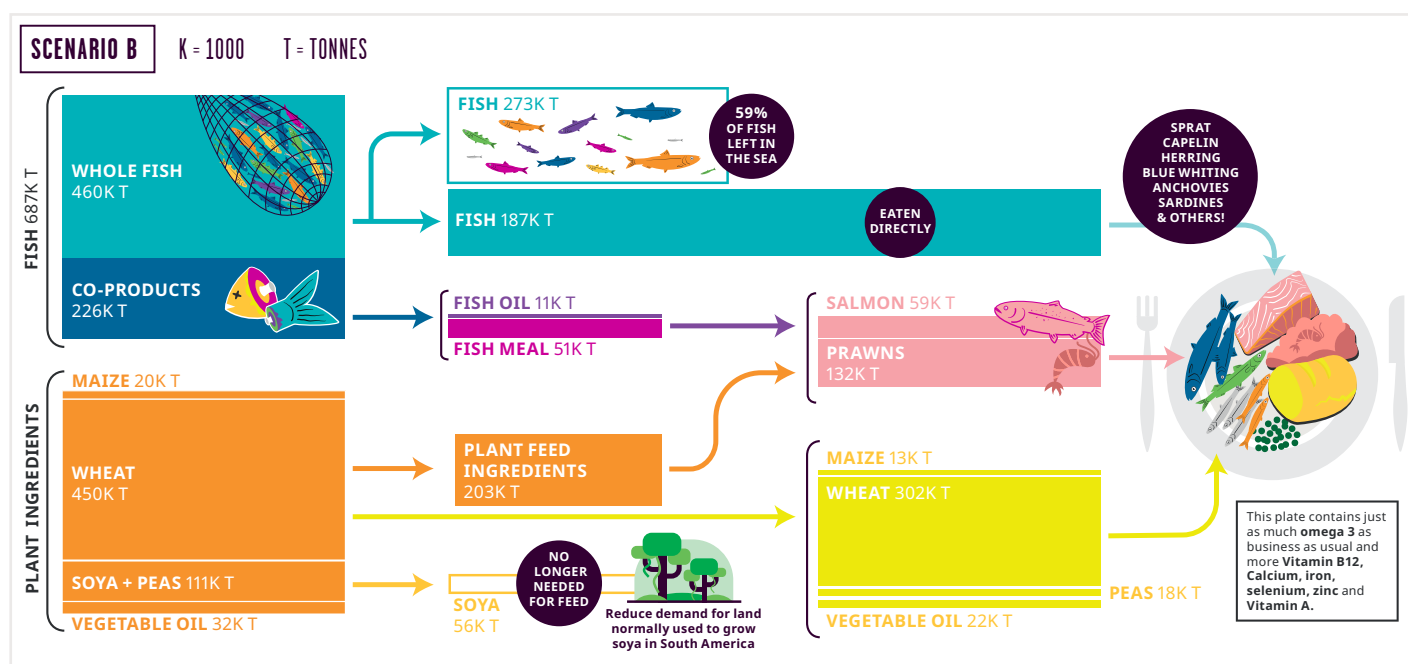 SCENARIO B
K = 1000
T = TONNES
FISH 687K T
WHOLE FISH
460K T
CO-PRODUCTS
226K T
FISH 273K T
59%
OF FISH
LEFT IN
THE SEA
FISH 187K T
EATEN
DIRECTLY
SPRAT
CAPELIN
HERRING
BLUE WHITING
ANCHOVIES
SARDINES
& OTHERS!
FISH OIL 11K T
FISH MEAL 51K T
SALMON 59K T
PRAWNS
132K T
PLANT INGREDIENTS
MAIZE 20K T
WHEAT
450K T
SOYA + PEAS 111K T
VEGETABLE OIL 32K T
PLANT FEED
INGREDIENTS
203K T
NO
LONGER
NEEDED
FOR FEED
SOYA
56K T
Reduce demand for land
normally used to grow
soya in South America
MAIZE 13K T
WHEAT 302K T
PEAS 18K T
VEGETABLE OIL 22K T
This plate contains just
as much omega 3 as
business as usual and
more Vitamin B12,
Calcium, iron,
selenium, zinc and
Vitamin A.